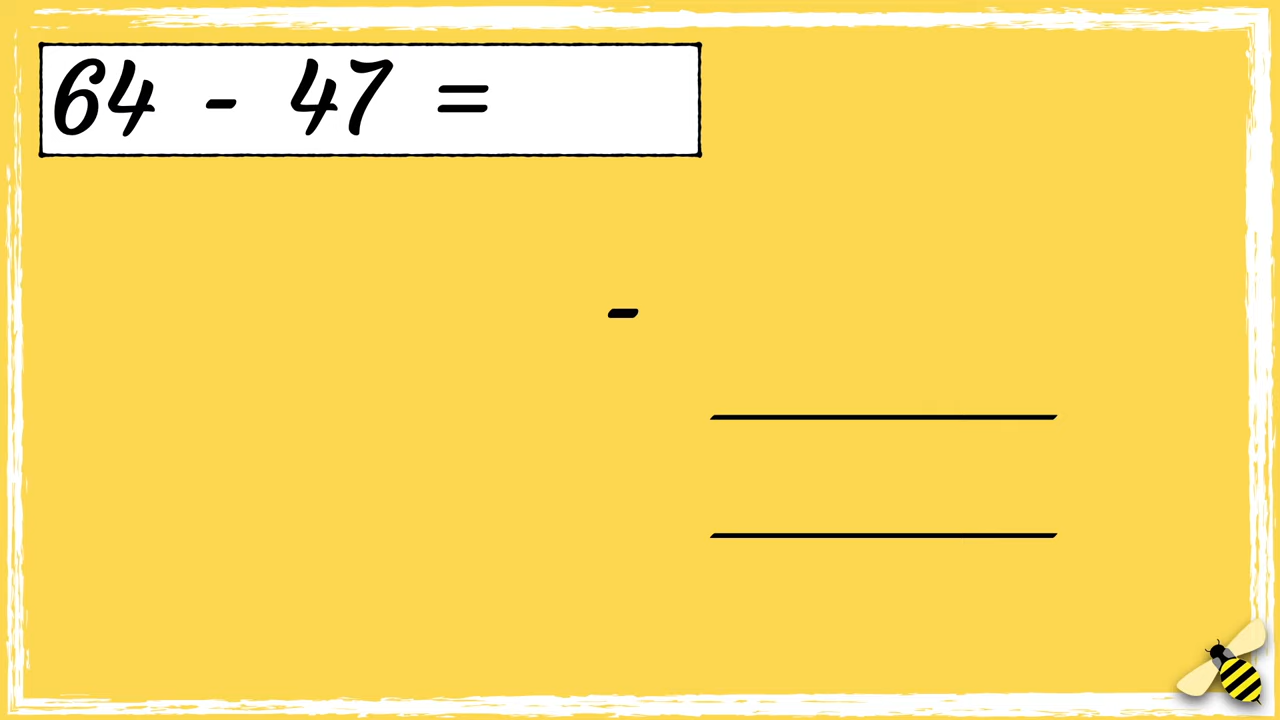 64 - 47 =
-